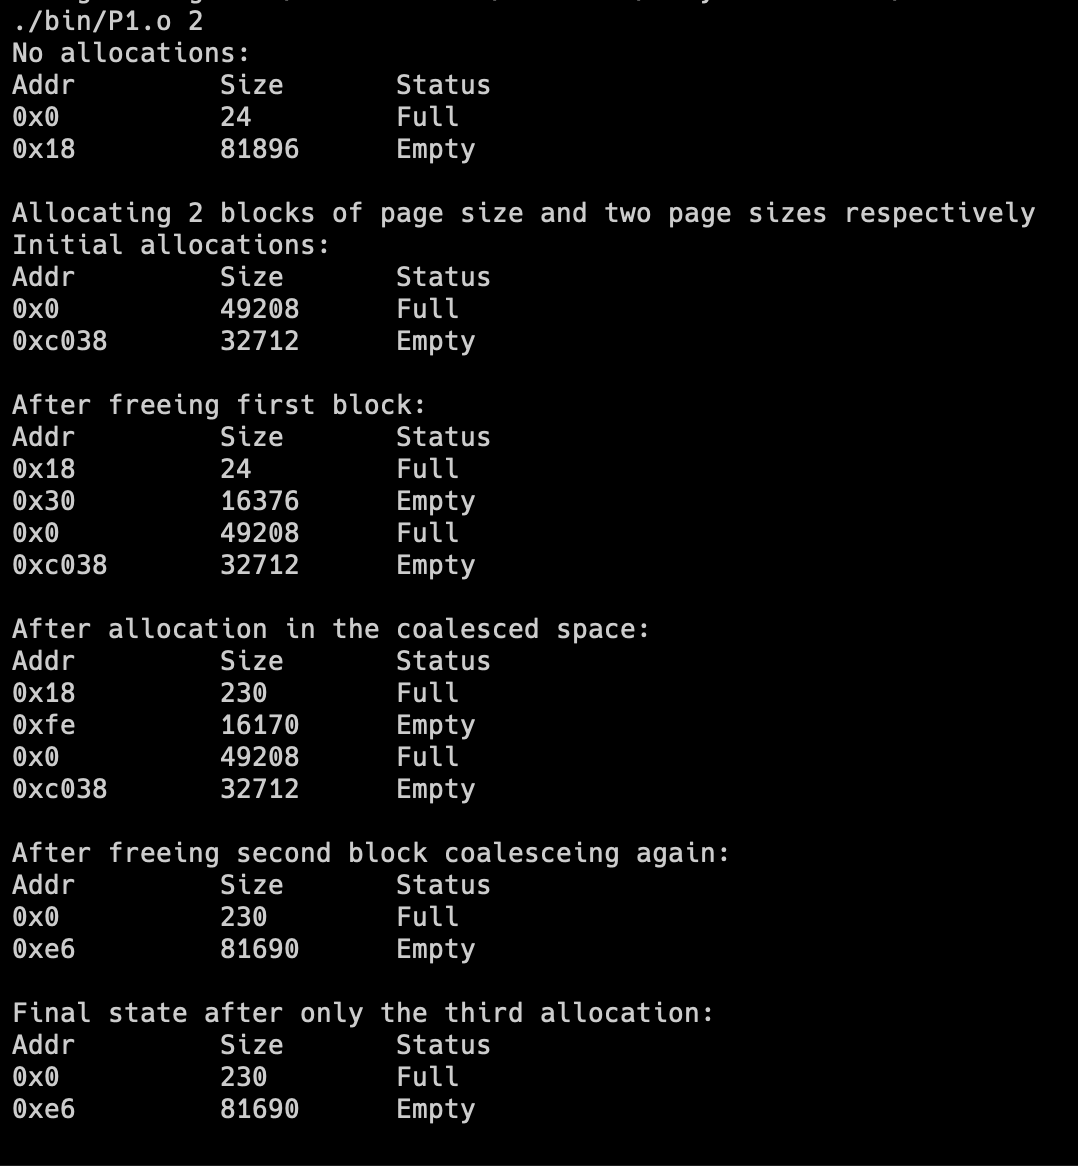 ./bin/P1.o 2
No allocations:
Addr Size Status
0x0 24 Full
0x18 81896 Empty
Allocating 2 blocks of page size and two page sizes respectively
Initial allocations:
Addr Size Status
0x0 49208 Full
0xc038 32712 Empty
After freeing first block:
Addr Size Status
0x18 24 Full
0x30 16376 Empty
0x0 49208 Full
0xc038 32712 Empty
After allocation in the coalesced space:
Addr Size Status
0x18 230 Full
0xfe 16170 Empty
0x0 49208 Full
0xc038 32712 Empty
After freeing second block coalesceing again:
Addr Size Status
0x0 230 Full
0xe6 81690 Empty
Final state after only the third allocation:
Addr Size Status
0x0 230 Full
0xe6 81690 Empty